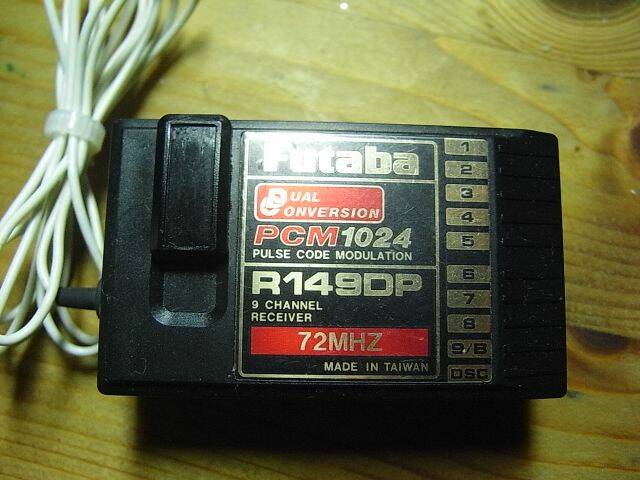 Futaba
DUAL
CONVERSION
PCM1024
PULSE CODE MODULATION
R149DP
9 CHANNEL
RECEIVER
72MHZ
MADE IN TAIWAN
1
2
3
4
5
6
7
8
9/B
DSC